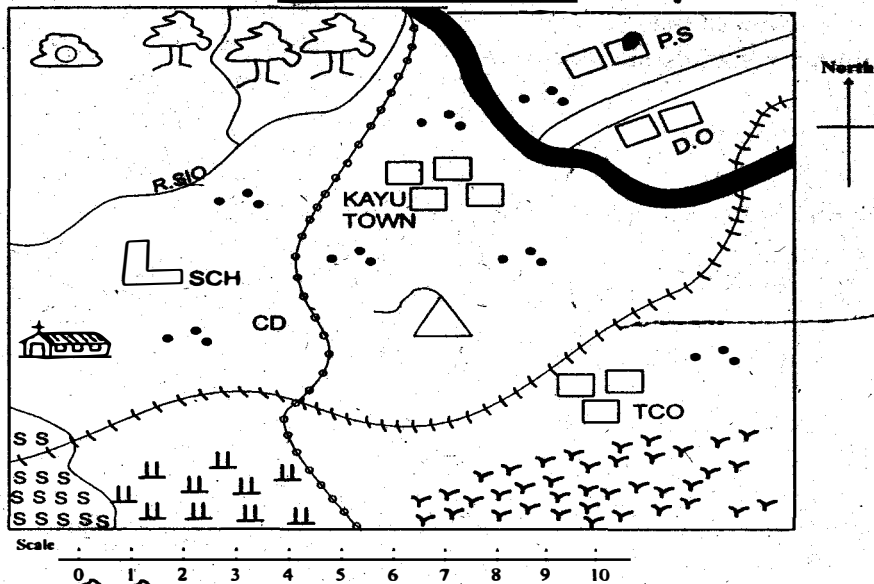 P.S
North
D.O
R.SIO
KAYU
TOWN
SCH
CD
TCO
S S
S S S
S S S S
S S S S S
Scale
0 1 2 3 4 5 6 7 8 9 10